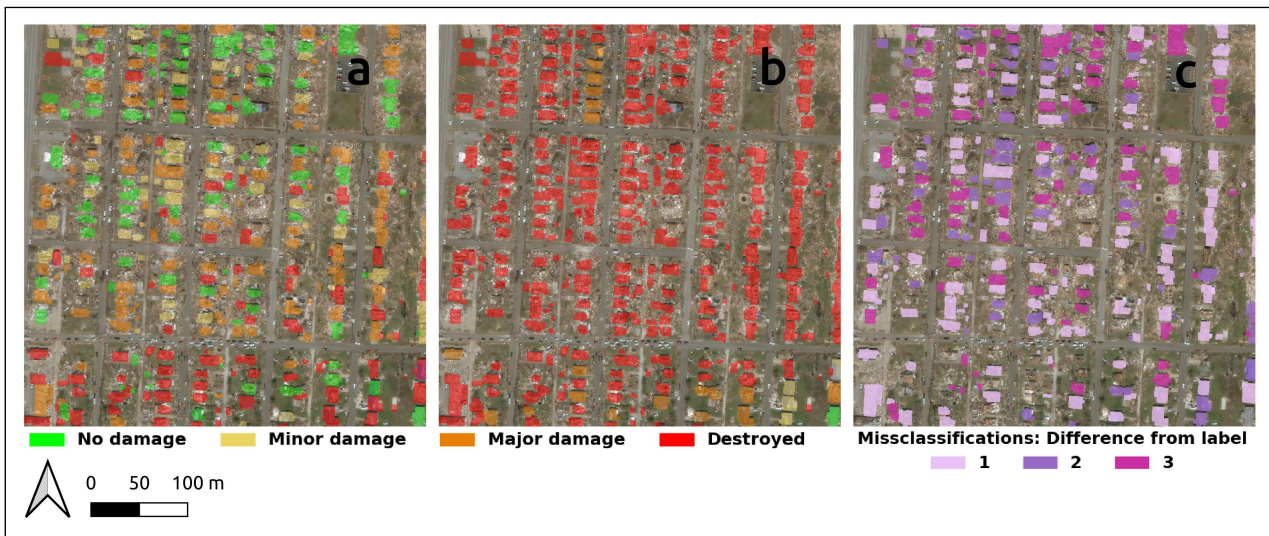 a b c
No damage Minor damage Major damage Destroyed
Missclassifications: Difference from label
1 2 3
0 50 100 m